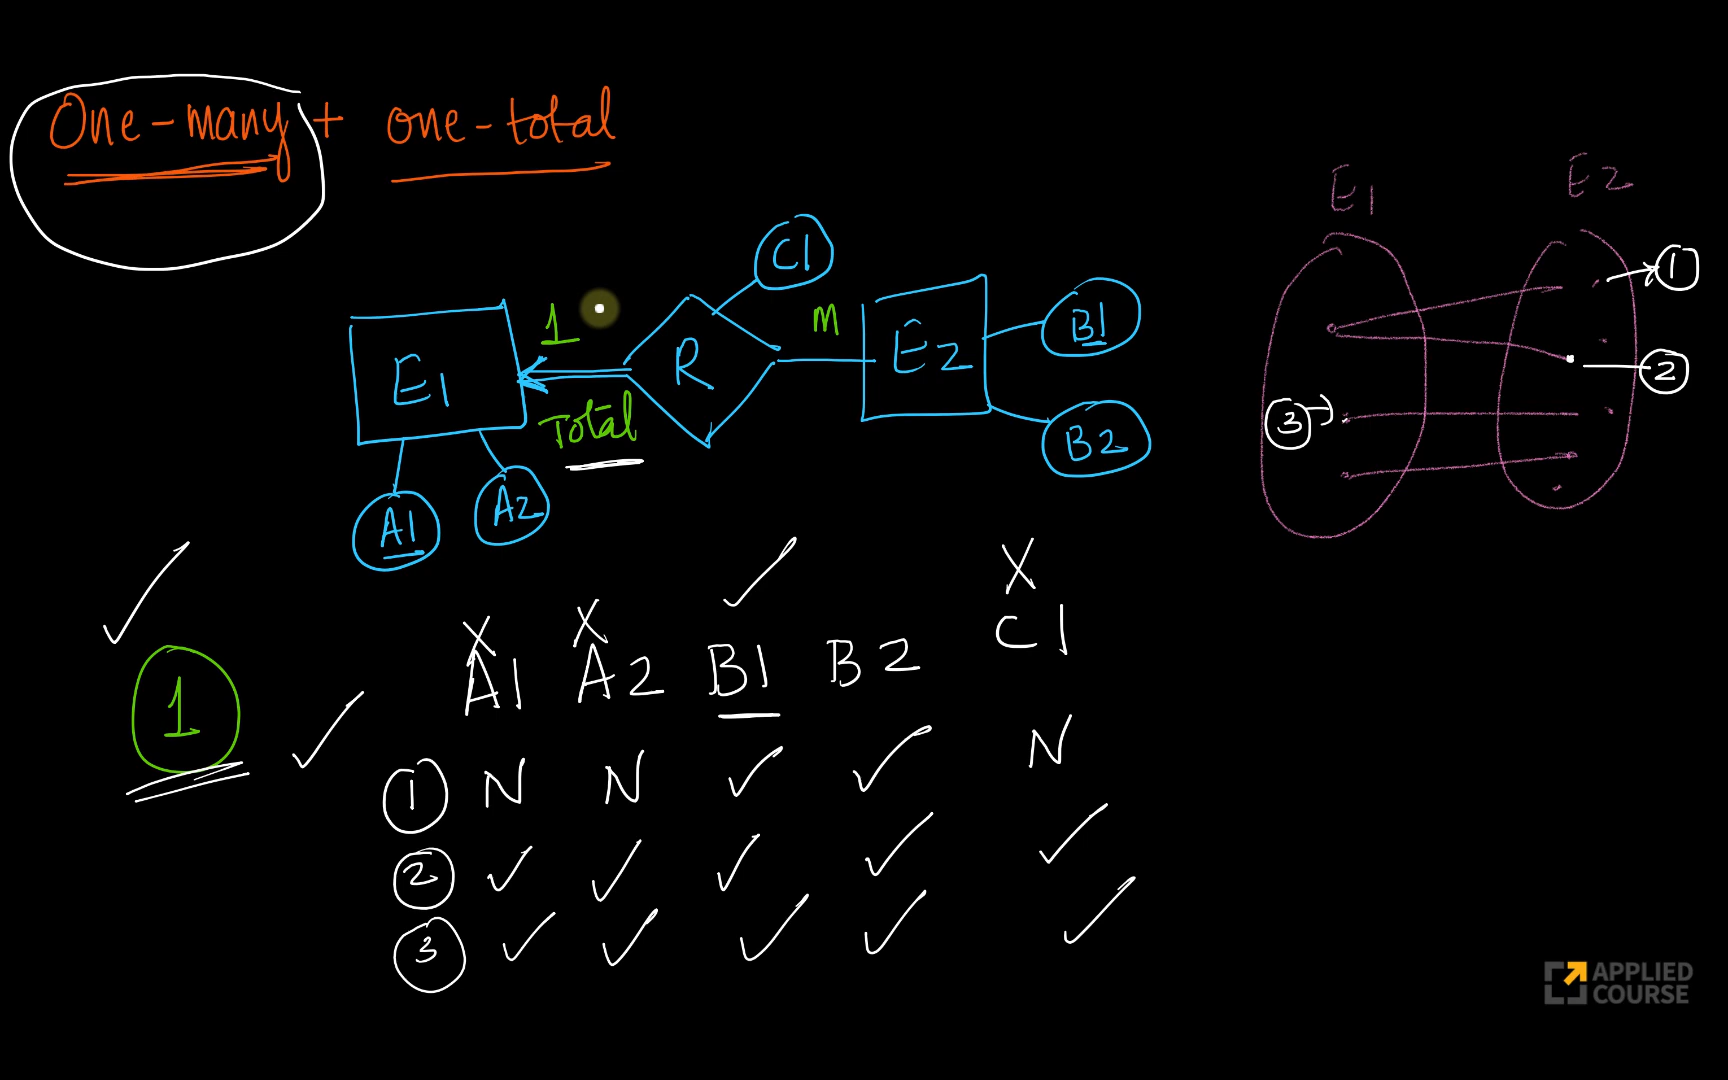 One-many + one-total
E1 E2
C1
1
1 m
E1 R E2 B1
2
Total
3
B2
A1 A2
X
X X
C1
A1 A2 B1 B2
1
N
1 N N
2
3
APPLIED
COURSE